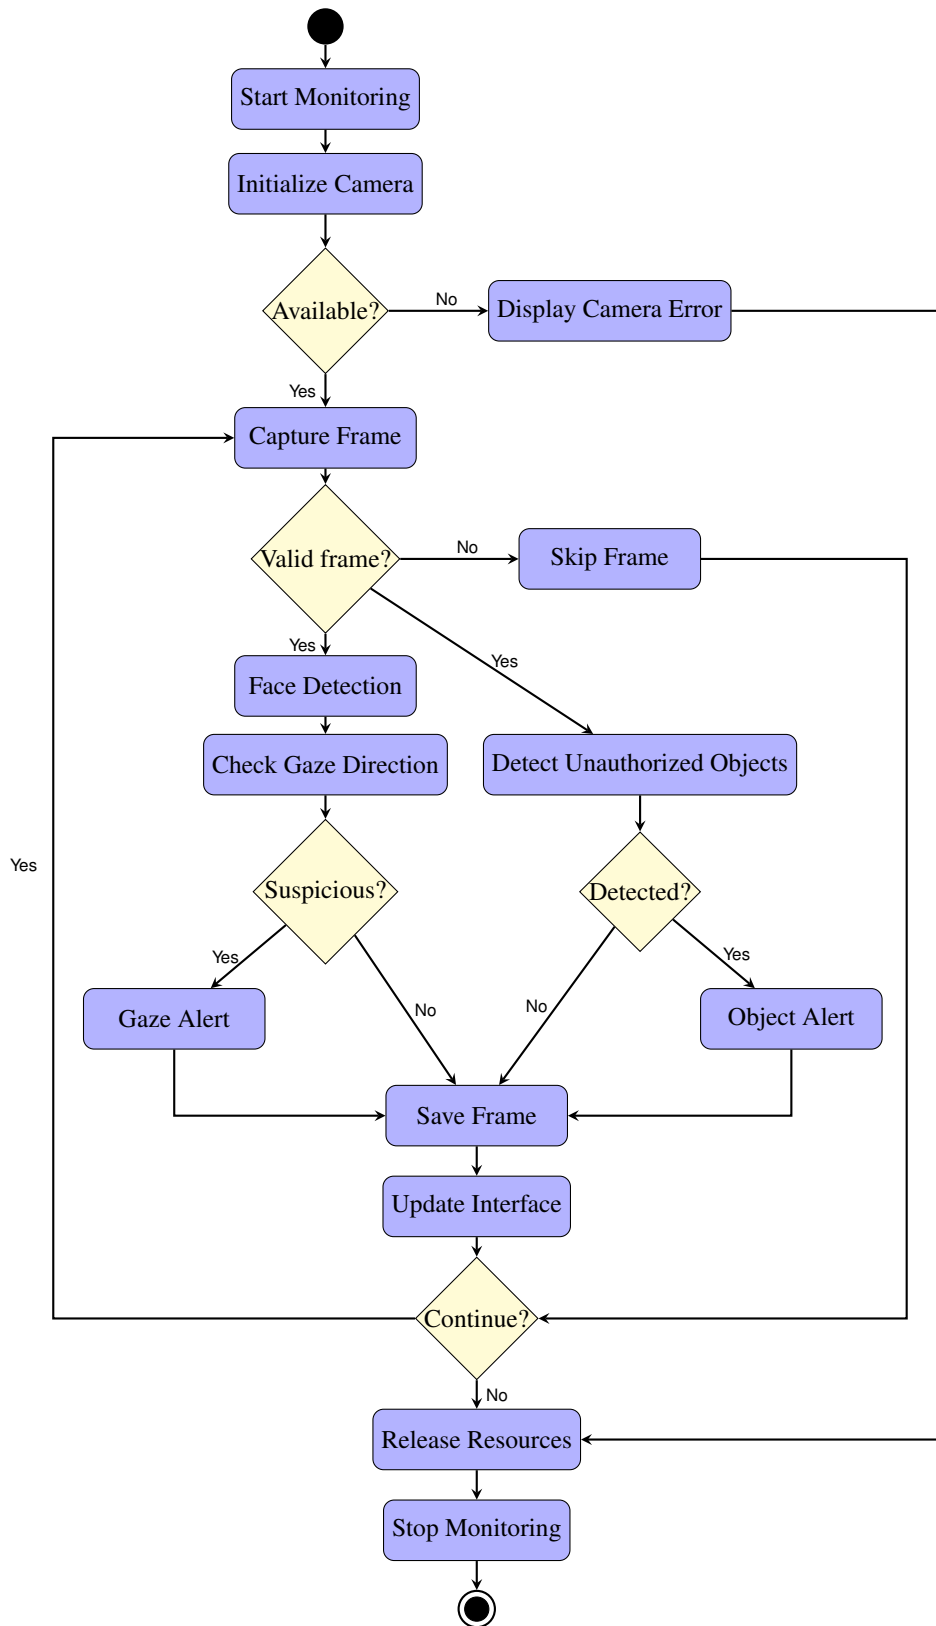 Start Monitoring
Initialize Camera
Available?
No
Display Camera Error
Yes
Capture Frame
Valid frame?
No
Skip Frame
Yes
Yes
Face Detection
Check Gaze Direction
Detect Unauthorized Objects
Yes
Suspicious?
Detected?
Yes
Yes
No
No
Gaze Alert
Object Alert
Save Frame
Update Interface
Continue?
No
Release Resources
Stop Monitoring